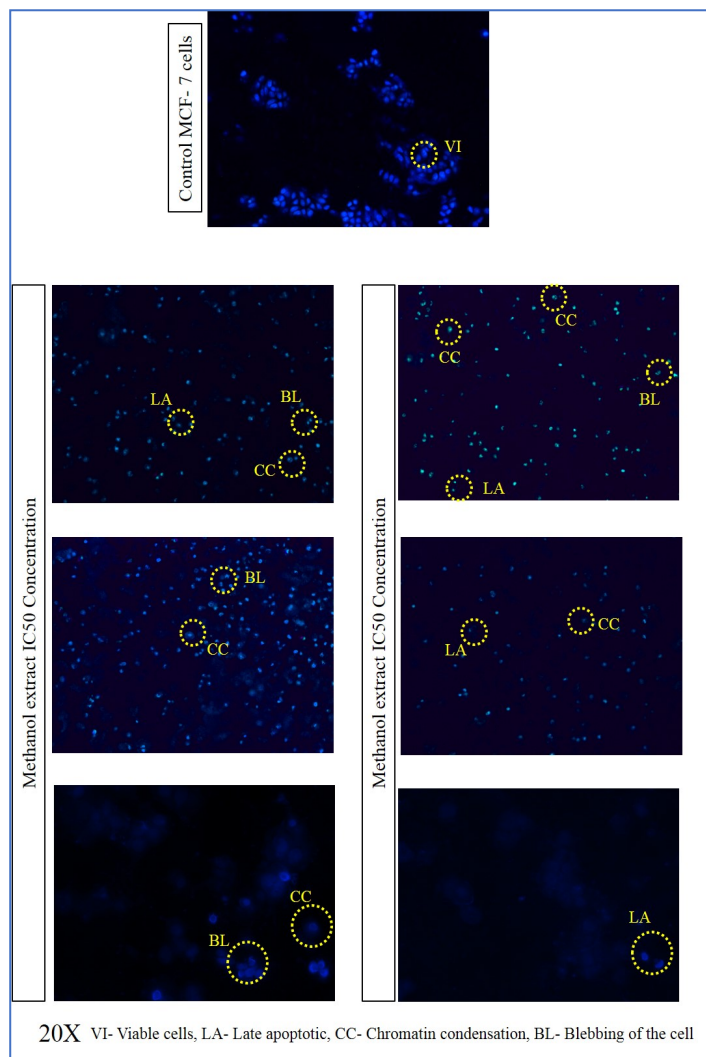 Control MCF- 7 cells
VI
Methanol extract IC50 Concentration
LA
BL
CC
BL
CC
CC
BL
Methanol extract IC50 Concentration
CC
CC
BL
LA
LA
CC
LA
20X VI- Viable cells, LA- Late apoptotic, CC- Chromatin condensation, BL- Blebbing of the cell